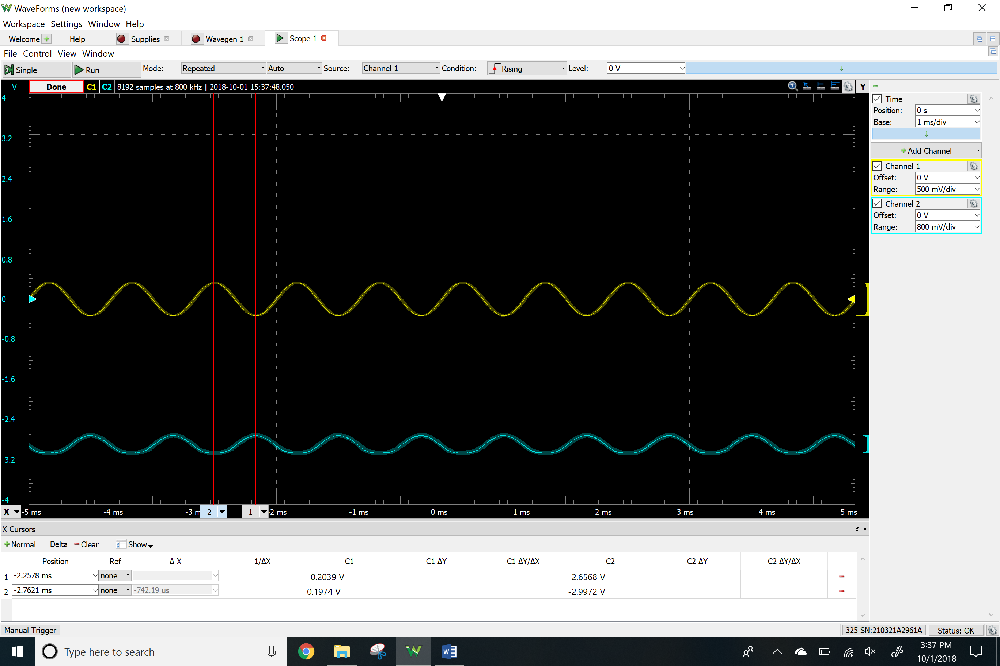 WaveForms (new workspace)
Workspace Settings Window Help
Welcome Help Supplies Wavegen 1 Scope 1
File Control View Window
Single Run Mode: Repeated Auto Source: Channel 1 Condition: Rising Level: 0 V
V Done C1 C2 8192 samples at 800 kHz | 2018-10-01 15:37:48.050 Y
4
3.2
2.4
1.6
0.8
0
-0.8
-1.6
-2.4
-3.2
-4
X -5 ms -4 ms -3 m 2 1 -2 ms -1 ms 0 ms 1 ms 2 ms 3 ms 4 ms 5 ms
Time
Position: 0 s
Base: 1 ms/div
Add Channel
Channel 1
Offset: 0 V
Range: 500 mV/div
Channel 2
Offset: 0 V
Range: 800 mV/div
X Cursors
Normal Delta Clear Show
Position Ref Δ X 1/ΔX C1 C1 ΔY C1 ΔY/ΔX C2 C2 ΔY C2 ΔY/ΔX
1 -2.2578 ms none -0.2039 V -2.6568 V
2 -2.7621 ms none -742.19 us 0.1974 V -2.9972 V
Manual Trigger 325 SN:210321A2961A Status: OK
Type here to search
3:37 PM
10/1/2018